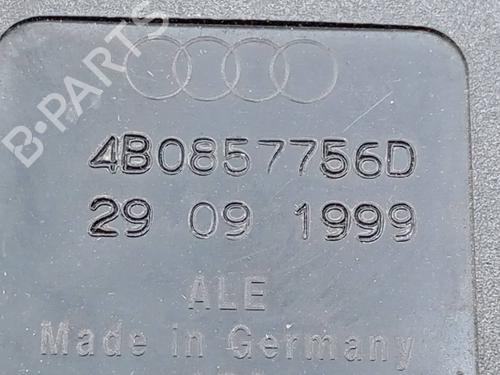 B-PARTS
4B0857756D
29 09 1999
ALE
Made in Germany